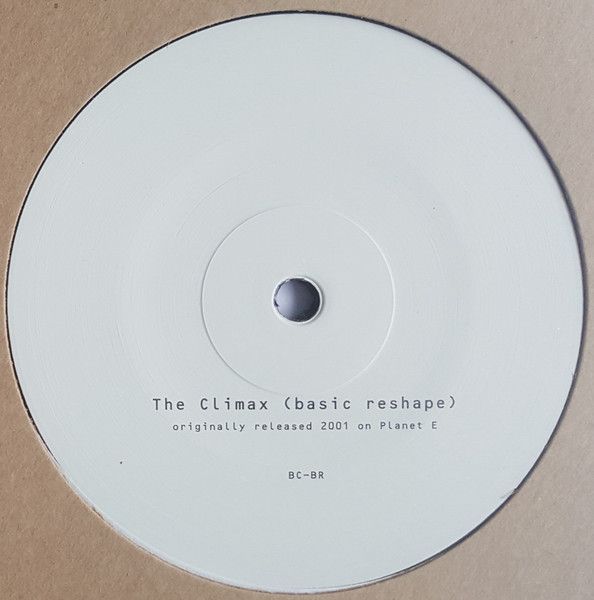 The Climax (basic reshape)
originally released 2001 on Planet E
BC-BR